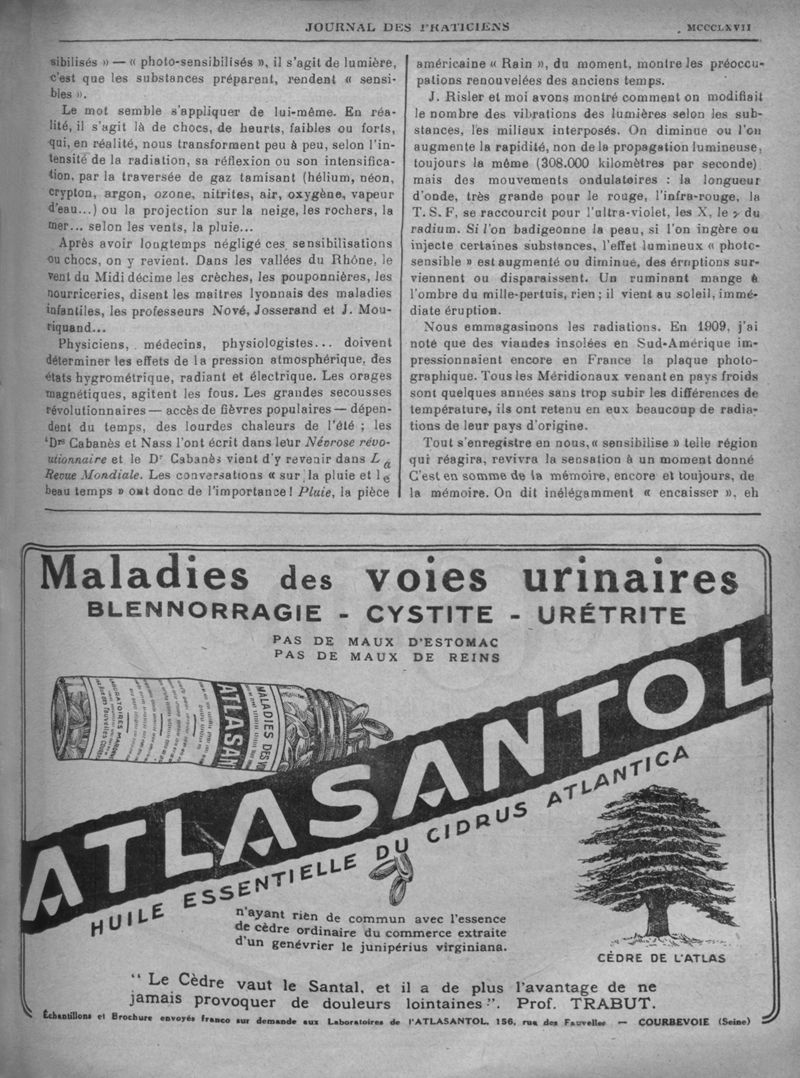 JOURNAL DES PRATICIENS
MCCCLXVII
sibilisés » — « photo-sensibilisés », il s'agit de lumière,
c'est que les substances préparent, rendent « sensi-
bles ».
Le mot semble s'appliquer de lui-même. En réa-
lité, il s'agit là de chocs, de heurts, faibles ou forts,
qui, en réalité, nous transforment peu à peu, selon l'in-
tensité de la radiation, sa réflexion ou son intensifica-
tion, par la traversée de gaz tamisant (hélium, néon,
crypton, argon, ozone, nitrites, air, oxygène, vapeur
d'eau...) ou la projection sur la neige, les rochers, la
mer... selon les vents, la pluie...
Après avoir longtemps négligé ces sensibilisations
ou chocs, on y revient. Dans les vallées du Rhône, le
vent du Midi décime les crèches, les pouponnières, les
nourriceries, disent les maîtres lyonnais des maladies
infantiles, les professeurs Nové, Josserand et J. Mou-
riquand...
Physiciens, médecins, physiologistes... doivent
déterminer les effets de la pression atmosphérique, des
états hygrométrique, radiant et électrique. Les orages
magnétiques, agitent les fous. Les grandes secousses
révolutionnaires — accès de fièvres populaires — dépen-
dent du temps, des lourdes chaleurs de l'été ; les
Drs Cabanès et Nass l'ont écrit dans leur Névrose révo-
utionnaire et le Dr Cabanès vient d'y revenir dans La
Revue Mondiale. Les conversations « sur la pluie et le
beau temps » ont donc de l'importance ! Pluie, la pièce
américaine « Rain », du moment, montre les préoccu-
pations renouvelées des anciens temps.
J. Risler et moi avons montré comment on modifiait
le nombre des vibrations des lumières selon les sub-
stances, les milieux interposés. On diminue ou l'on
augmente la rapidité, non de la propagation lumineuse,
toujours la même (308.000 kilomètres par seconde)
mais des mouvements ondulatoires : la longueur
d'onde, très grande pour le rouge, l'infra-rouge, la
T. S. F, se raccourcit pour l'ultra-violet, les X, le γ du
radium. Si l'on badigeonne la peau, si l'on ingère ou
injecte certaines substances, l'effet lumineux « photo-
sensible » est augmenté ou diminue, des éruptions sur-
viennent ou disparaissent. Un ruminant mange à
l'ombre du mille-pertuis, rien ; il vient au soleil, immé-
diate éruption.
Nous emmagasinons les radiations. En 1909, j'ai
noté que des viandes insolées en Sud-Amérique im-
pressionnaient encore en France la plaque photo-
graphique. Tous les Méridionaux venant en pays froids
sont quelques années sans trop subir les différences de
température, ils ont retenu en eux beaucoup de radia-
tions de leur pays d'origine.
Tout s'enregistre en nous, « sensibilise » telle région
qui réagira, revivra la sensation à un moment donné
C'est en somme de la mémoire, encore et toujours, de
la mémoire. On dit inélégamment « encaisser », eh
Maladies des voies urinaires
BLENNORRAGIE - CYSTITE - URÉTRITE
PAS DE MAUX D'ESTOMAC
PAS DE MAUX DE REINS
MALADIES DES V
ATLASAN
ATLASANTOL
HUILE ESSENTIELLE DU CIDRUS ATLANTICA
n'ayant rien de commun avec l'essence
de cèdre ordinaire du commerce extraite
d'un genévrier le junipérius virginiana.
CÈDRE DE L'ATLAS
" Le Cèdre vaut le Santal, et il a de plus l'avantage de ne
jamais provoquer de douleurs lointaines ". Prof. TRABUT.
Échantillons et Brochure envoyés franco sur demande aux Laboratoires de l'ATLASANTOL, 156, rue des Fauvelles — COURBEVOIE (Seine)